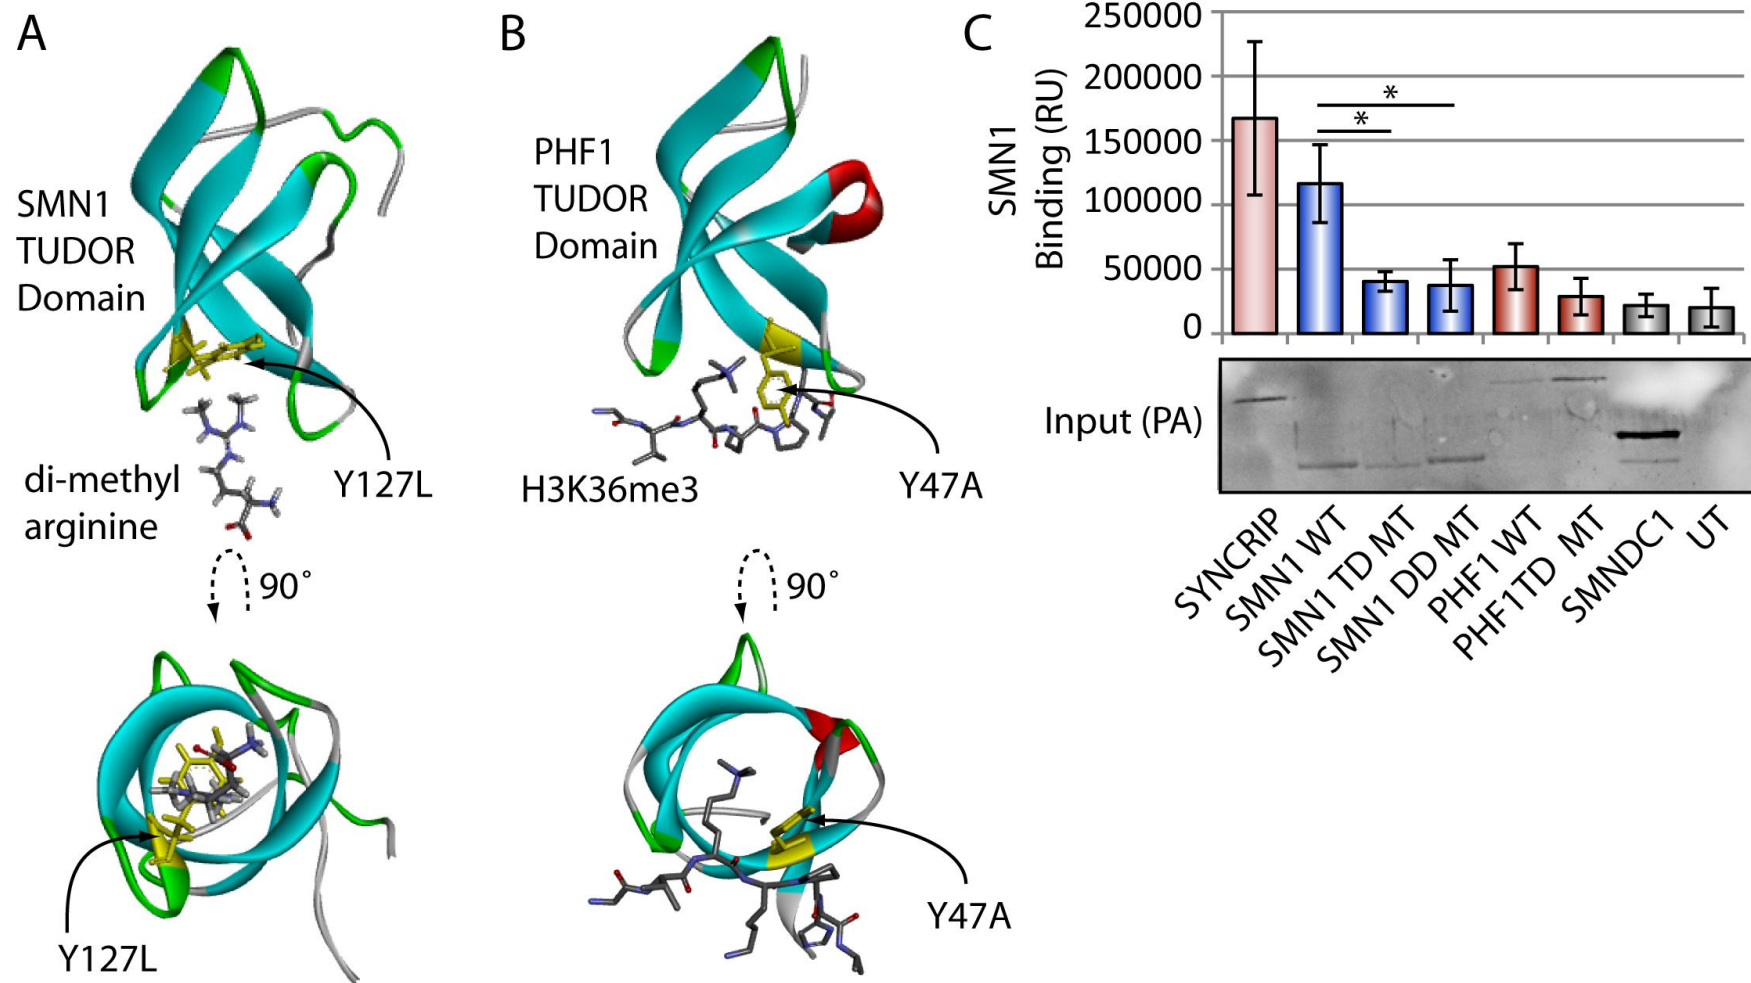 A
SMN1
TUDOR
Domain
di-methyl
arginine
Y127L
90°
Y127L
B
PHF1
TUDOR
Domain
H3K36me3
Y47A
90°
Y47A
C
SMN1
Binding (RU)
250000
200000
150000
100000
50000
0
*
*
Input (PA)
SYNCRIP
SMN1 WT
SMN1 TD MT
SMN1 DD MT
PHF1 WT
PHF1TD MT
SMNDC1
UT